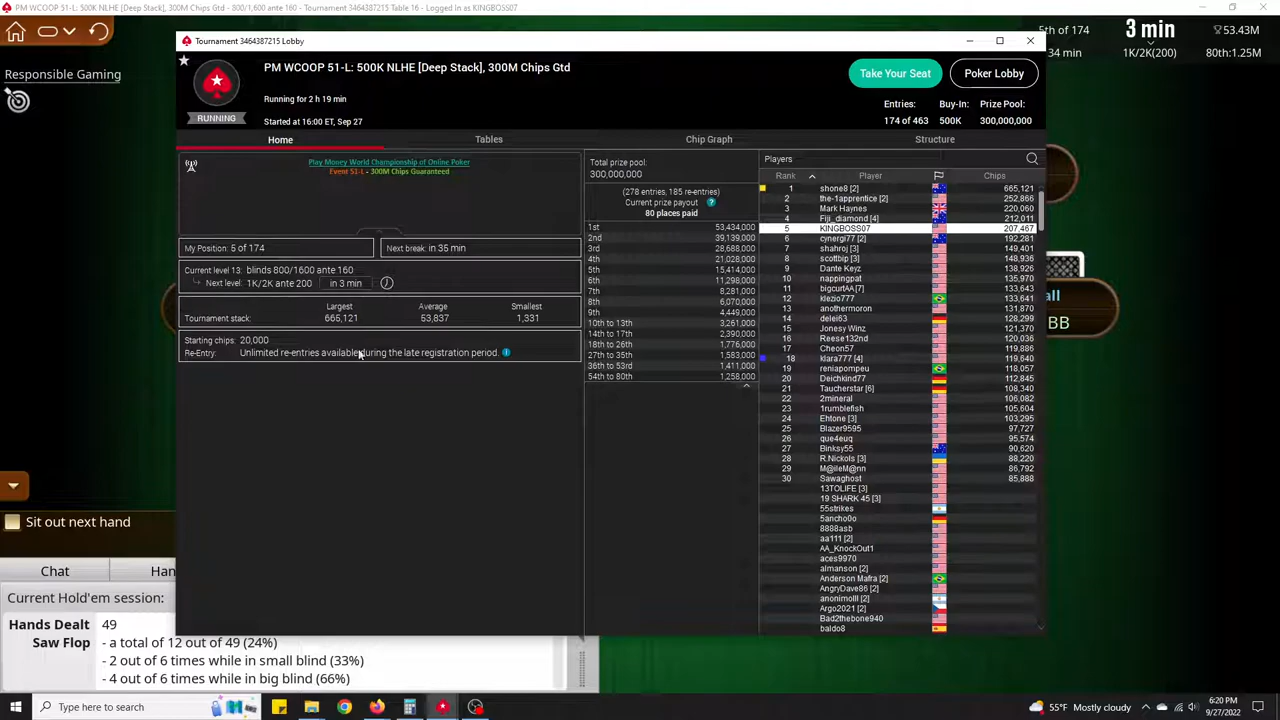 PM WCOOP 51-L: 500K NLHE [Deep Stack], 300M Chips Gtd - 800/1,600 ante 160 - Tournament 3464387215 Table 16 - Logged In as KINGBOSS07
Responsible Gaming
5th of 174
3 min
53.43M
34 min
1K/2K(200)
80th:1.25M
Tournament 3464387215 Lobby
PM WCOOP 51-L: 500K NLHE [Deep Stack], 300M Chips Gtd
Take Your Seat
Poker Lobby
RUNNING
Running for 2 h 19 min
Started at 16:00 ET, Sep 27
Entries: Buy-In: Prize Pool:
174 of 463 500K 300,000,000
Home Tables Chip Graph Structure
Play Money World Championship of Online Poker
Event 51-L - 300M Chips Guaranteed
My Position: 5 of 174
Next break: in 35 min
Current level 13: blinds 800/1600 ante 160
Next level: 1K/2K ante 200 in 3 min
Largest Average Smallest
Tournament stack: 665,121 53,837 1,331
Starting chips: 20,000
Re-Entry: Unlimited re-entries available during the late registration period.
Total prize pool:
300,000,000
(278 entries, 185 re-entries)
Current prize payout ?
80 places paid
1st 53,434,000
2nd 39,139,000
3rd 28,688,000
4th 21,028,000
5th 15,414,000
6th 11,298,000
7th 8,281,000
8th 6,070,000
9th 4,449,000
10th to 13th 3,261,000
14th to 17th 2,390,000
18th to 26th 1,776,000
27th to 35th 1,583,000
36th to 53rd 1,411,000
54th to 80th 1,258,000
Players
Rank Player Chips
1 shone8 [2] 665,121
2 the-1apprentice [2] 252,866
3 Mark Haynes 220,060
4 Fiji_diamond [4] 212,011
5 KINGBOSS07 207,467
6 cynergi77 [2] 192,281
7 shahroj [3] 149,401
8 scottbip [3] 148,936
9 Dante Keyz 138,926
10 nappingpat 135,970
11 bigcurtAA [7] 133,643
12 klezio777 133,641
13 anothermoron 131,870
14 delei63 128,299
15 Jonesy Winz 121,370
16 Reese132nd 120,036
17 Cheon57 119,886
18 klara777 [4] 119,640
19 reniapompeu 118,057
20 Deichkind77 112,845
21 Taucherstar [6] 108,340
22 2mineral 106,082
23 1rumblefish 105,604
24 Ehtone [3] 103,295
25 Blazer9595 97,727
26 que4euq 95,574
27 Binksy55 90,620
28 R.Nickols [3] 88,220
29 M@ileM@nn 86,792
30 Sawaghost 85,888
13TOLIFE [3]
19 SHARK 45 [3]
55strikes
5ancho0o
8888asb
aa111 [2]
AA_KnockOut1
aces9970
almanson [2]
Anderson Mafra [2]
AngryDave86 [2]
anonimolll [2]
Argo2021 [2]
Bad2thebone940
baldo8
all
BB
Sit out next hand
Chat
Han
Current Hold'em session:
Hands Dealt 49
Saw Flop - a total of 12 out of 49 (24%)
- 2 out of 6 times while in small blind (33%)
- 4 out of 6 times while in big blind (66%)
Type here to search
55°F Mostly cloudy
6:20 PM
9/27/2022